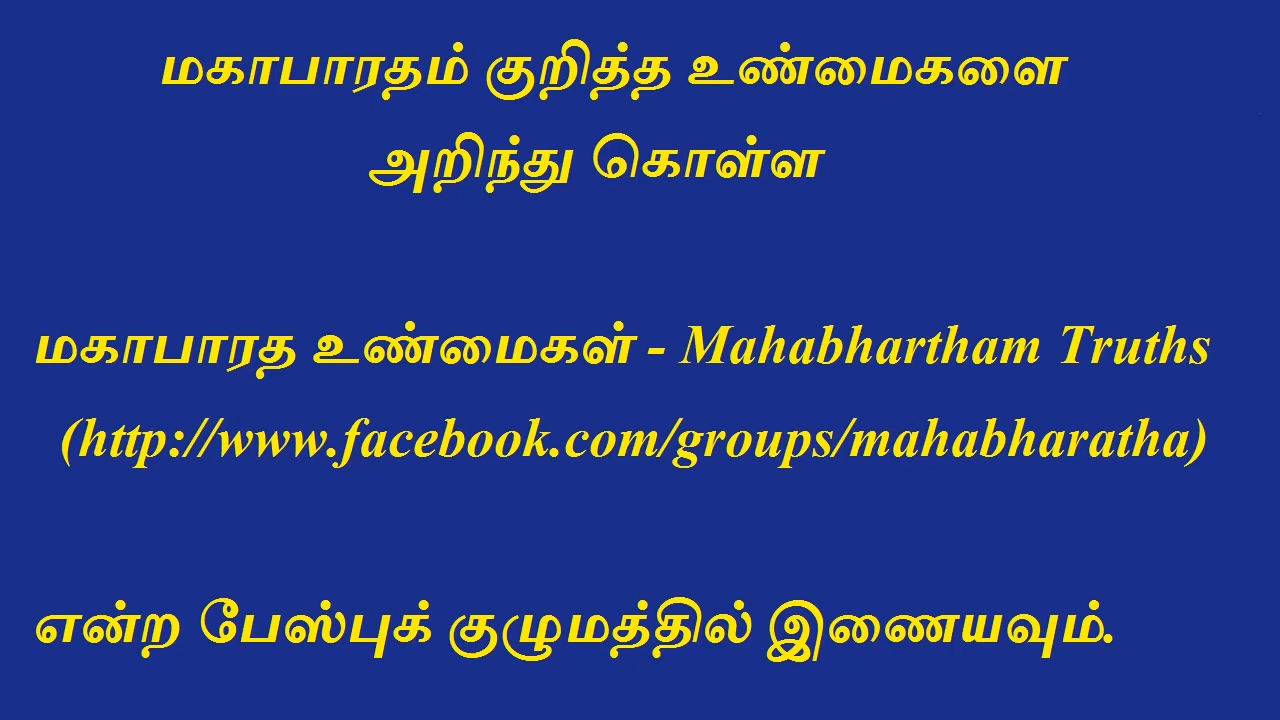 மகாபாரதம் குறித்த உண்மைகளை
அறிந்து கொள்ள
மகாபாரத உண்மைகள் - Mahabhartham Truths
(http://www.facebook.com/groups/mahabharatha)
என்ற பேஸ்புக் குழுமத்தில் இணையவும்.